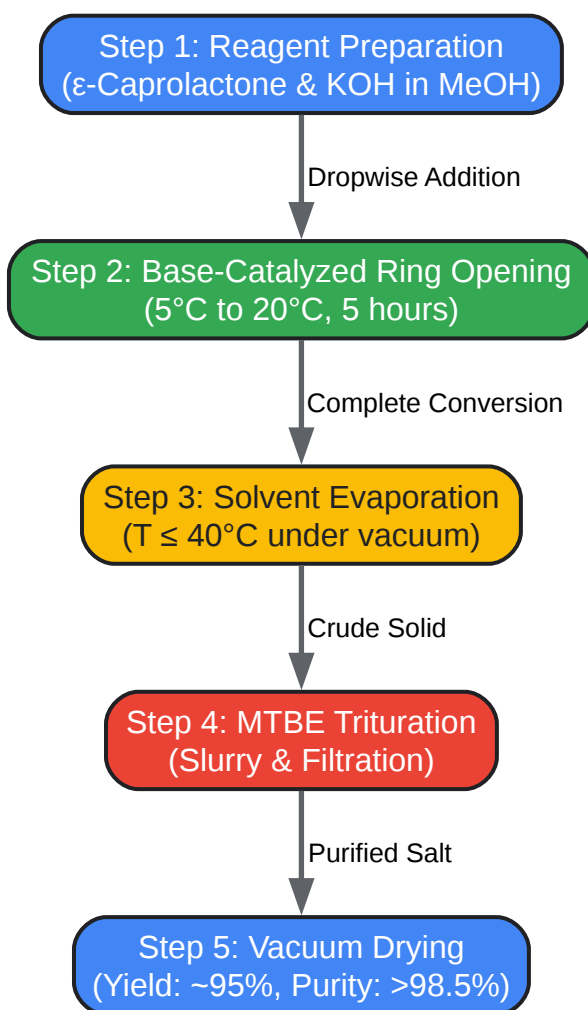 Step 1: Reagent Preparation
(ε-Caprolactone & KOH in MeOH)
Dropwise Addition
Step 2: Base-Catalyzed Ring Opening
(5°C to 20°C, 5 hours)
Complete Conversion
Step 3: Solvent Evaporation
(T ≤ 40°C under vacuum)
Crude Solid
Step 4: MTBE Trituration
(Slurry & Filtration)
Purified Salt
Step 5: Vacuum Drying
(Yield: ~95%, Purity: >98.5%)